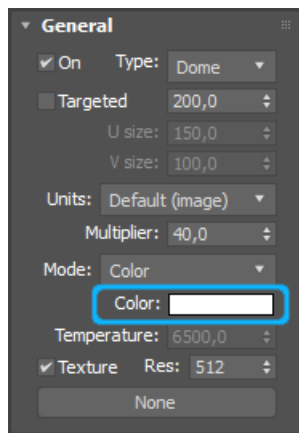 General
On Type: Dome
Targeted 200,0
U size: 150,0
V size: 100,0
Units: Default (image)
Multiplier: 40,0
Mode: Color
Color:
Temperature: 6500,0
Texture Res: 512
None